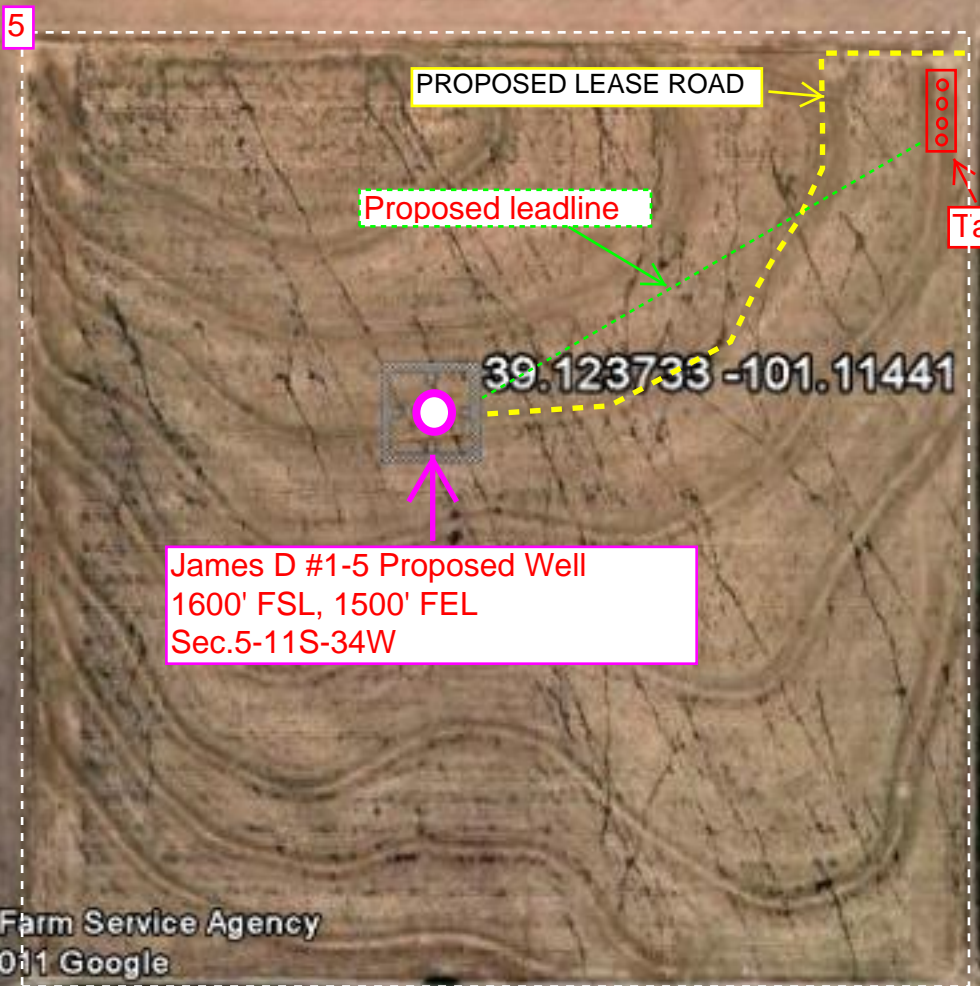 5
PROPOSED LEASE ROAD
Proposed leadline
39.123733 -101.11441
James D #1-5 Proposed Well
1600' FSL, 1500' FEL
Sec.5-11S-34W
Farm Service Agency
011 Google